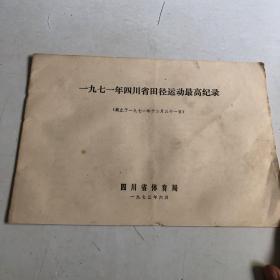 一九七一年四川省田径运动最高纪录
(截止于一九七一年十二月三十一日)
四川省体育局
一九七三年六月